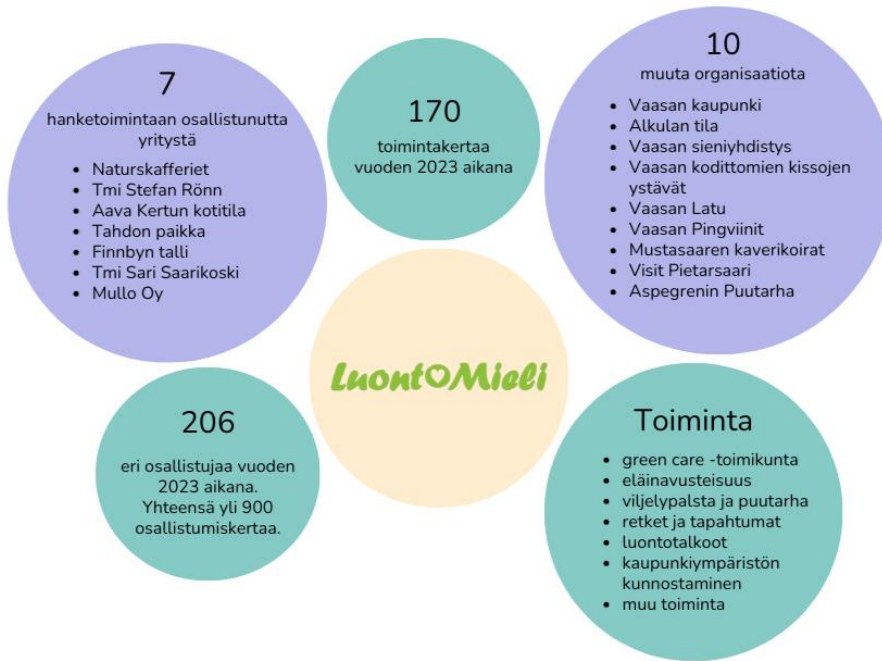 7
hanketoimintaan osallistunutta
yritystä
• Naturskafferiet
• Tmi Stefan Rönn
• Aava Kertun kotitila
• Tahdon paikka
• Finnbyn talli
• Tmi Sari Saarikoski
• Mullo Oy
170
toimintakertaa
vuoden 2023 aikana
10
muuta organisaatiota
• Vaasan kaupunki
• Alkulan tila
• Vaasan sieniyhdistys
• Vaasan kodittomien kissojen
ystävät
• Vaasan Latu
• Vaasan Pingviinit
• Mustasaaren kaverikoirat
• Visit Pietarsaari
• Aspegrenin Puutarha
LuontoMieli
206
eri osallistujaa vuoden
2023 aikana.
Yhteensä yli 900
osallistumiskertaa.
Toiminta
• green care -toimikunta
• eläinavusteisuus
• viljelypalsta ja puutarha
• retket ja tapahtumat
• luontotalkoot
• kaupunkiympäristön
kunnostaminen
• muu toiminta